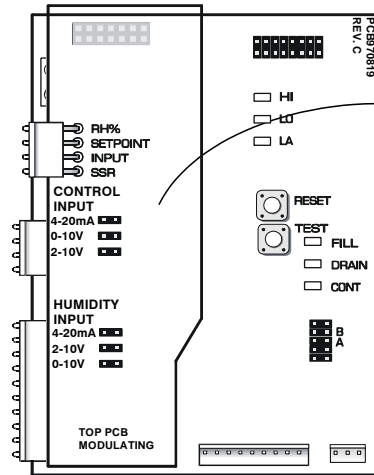 PCB970819
REV. C
HI
LO
LA
RH%
SETPOINT
INPUT
SSR
CONTROL
INPUT
4-20mA
0-10V
2-10V
RESET
TEST
FILL
DRAIN
CONT
HUMIDITY
INPUT
4-20mA
2-10V
0-10V
B
A
TOP PCB
MODULATING